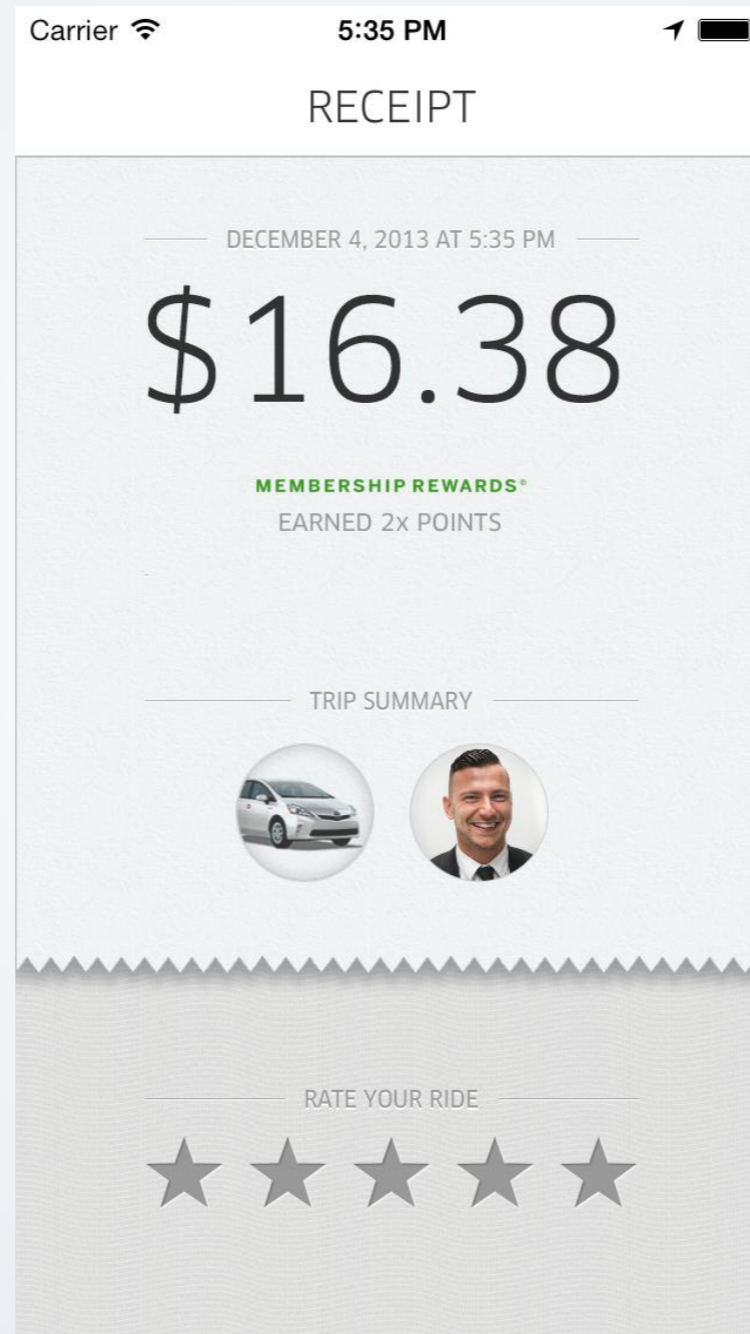 Carrier 5:35 PM
RECEIPT
DECEMBER 4, 2013 AT 5:35 PM
$16.38
MEMBERSHIP REWARDS®
EARNED 2x POINTS
TRIP SUMMARY
RATE YOUR RIDE